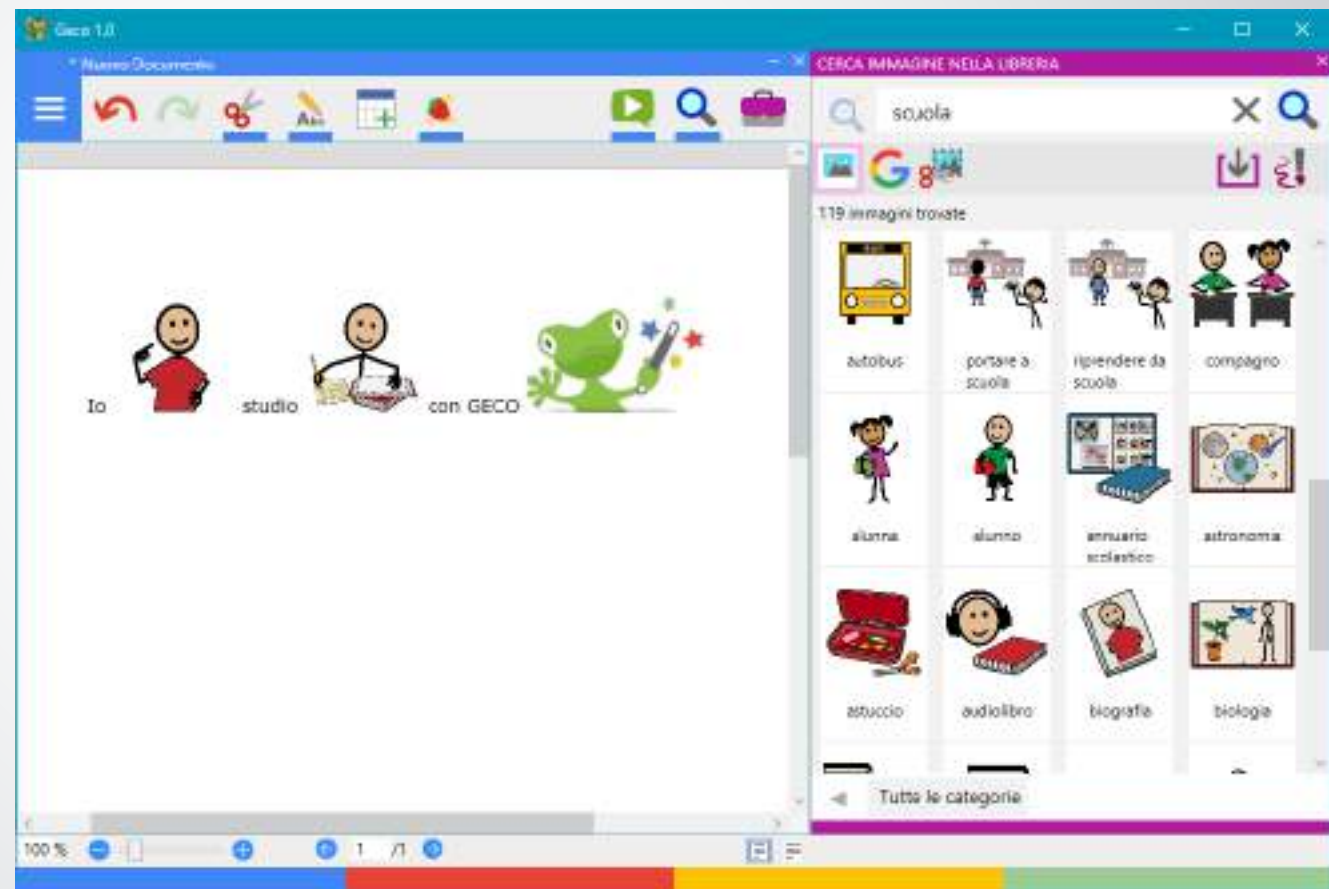 Geco 1.0
* Nuovo Documento
CERCA IMMAGINE NELLA LIBRERIA
scuola
Abc
119 immagini trovate
autobus
portare a
scuola
riprendere da
scuola
compagno
Io studio con GECO
alunna
alunno
annuario
scolastico
astronomia
astuccio
audiolibro
biografia
biologia
Tutte le categorie
100 %
1 /1